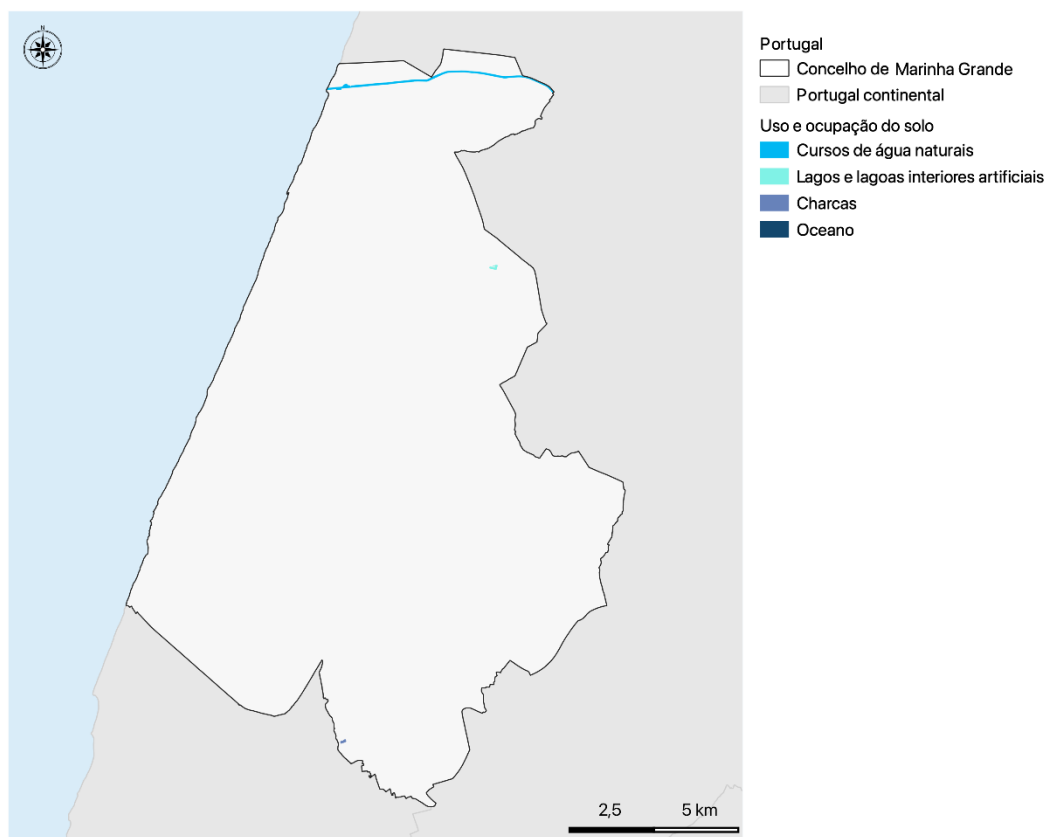 N
Portugal
Concelho de Marinha Grande
Portugal continental
Uso e ocupação do solo
Cursos de água naturais
Lagos e lagoas interiores artificiais
Charcas
Oceano
2,5 5 km